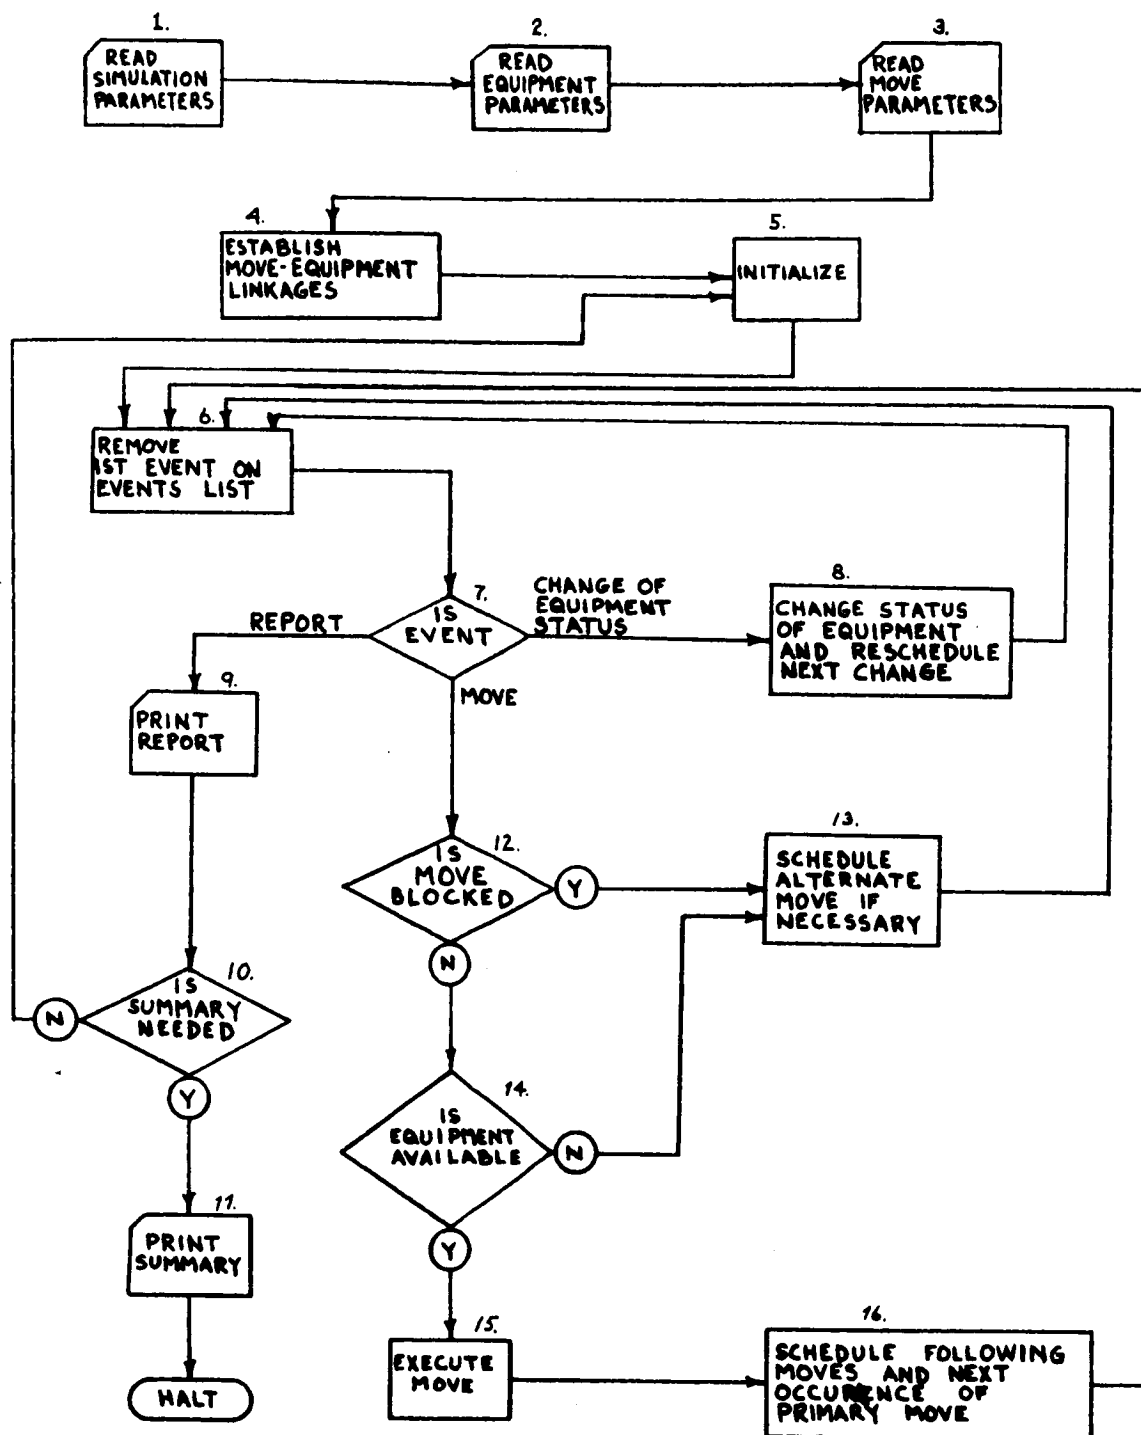 1.
READ
SIMULATION
PARAMETERS
2.
READ
EQUIPMENT
PARAMETERS
3.
READ
MOVE
PARAMETERS
4.
ESTABLISH
MOVE-EQUIPMENT
LINKAGES
5.
INITIALIZE
6.
REMOVE
1ST EVENT ON
EVENTS LIST
7.
IS
EVENT
REPORT
CHANGE OF
EQUIPMENT
STATUS
MOVE
8.
CHANGE STATUS
OF EQUIPMENT
AND RESCHEDULE
NEXT CHANGE
9.
PRINT
REPORT
10.
IS
SUMMARY
NEEDED
N
Y
11.
PRINT
SUMMARY
HALT
12.
IS
MOVE
BLOCKED
Y
N
13.
SCHEDULE
ALTERNATE
MOVE IF
NECESSARY
14.
IS
EQUIPMENT
AVAILABLE
N
Y
15.
EXECUTE
MOVE
16.
SCHEDULE FOLLOWING
MOVES AND NEXT
OCCURENCE OF
PRIMARY MOVE